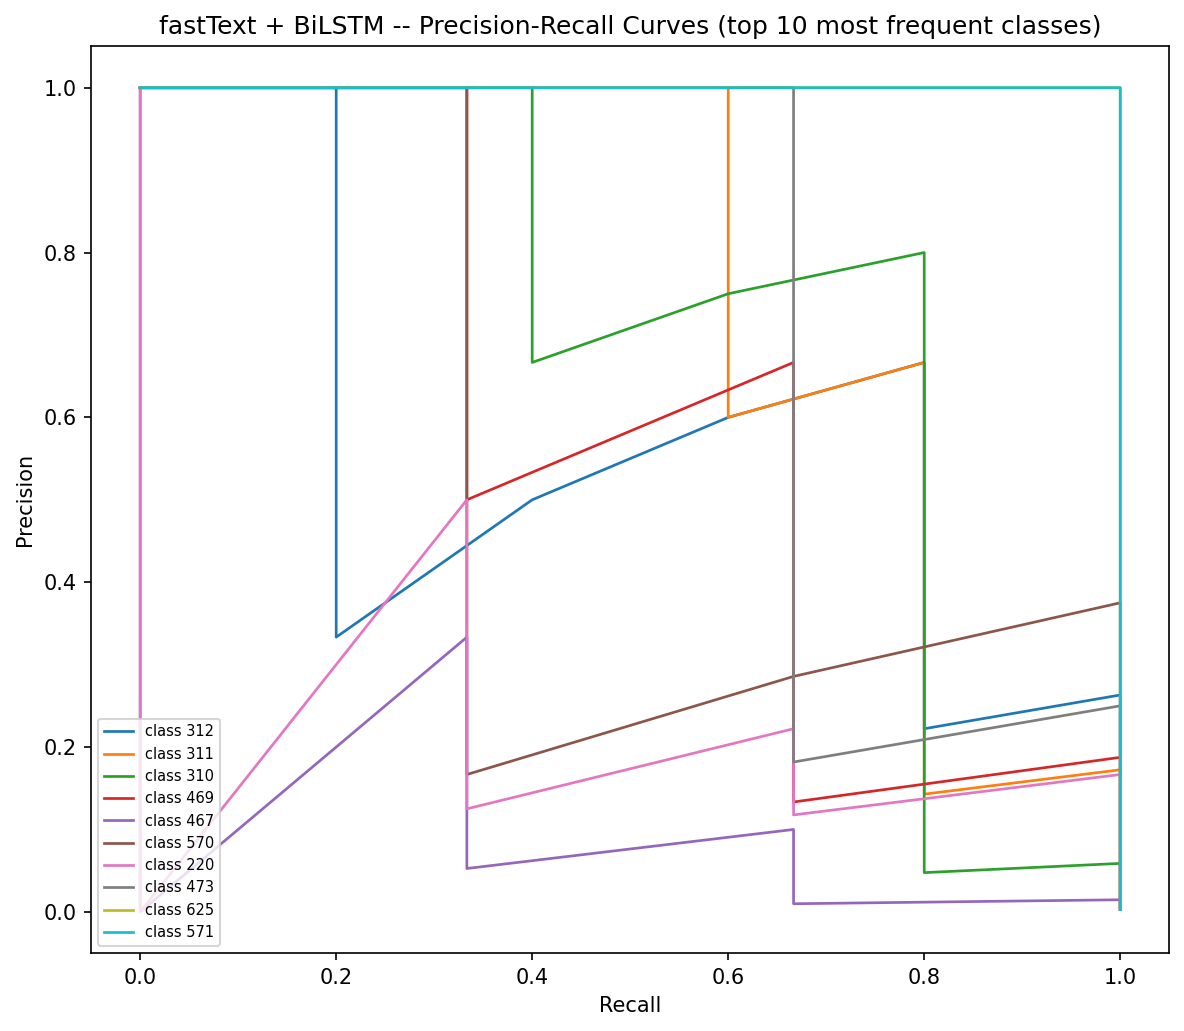 fastText + BiLSTM -- Precision-Recall Curves (top 10 most frequent classes)
1.0
0.8
0.6
0.4
0.2
0.0
Precision
class 312
class 311
class 310
class 469
class 467
class 570
class 220
class 473
class 625
class 571
0.0 0.2 0.4 0.6 0.8 1.0
Recall